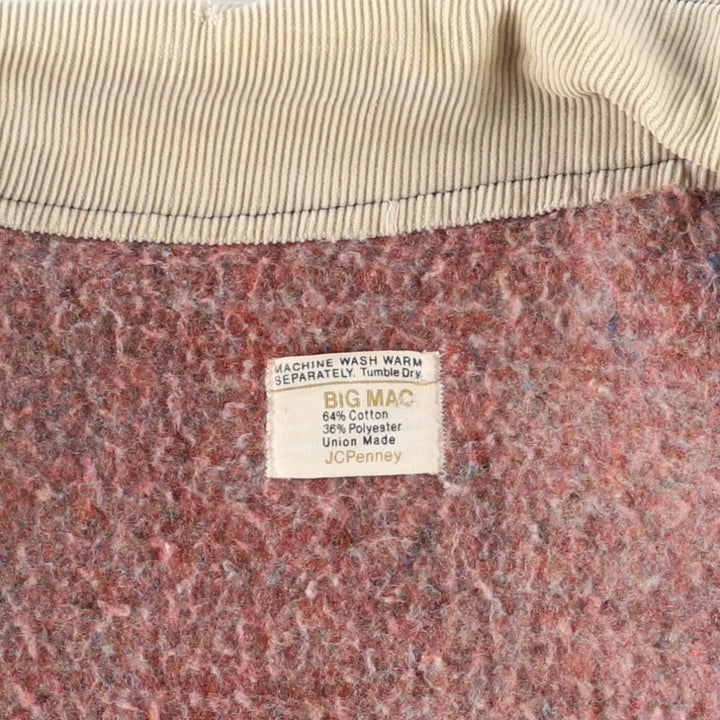 MACHINE WASH WARM
SEPARATELY. Tumble Dry.
BIG MAC
64% Cotton
36% Polyester
Union Made
JCPenney